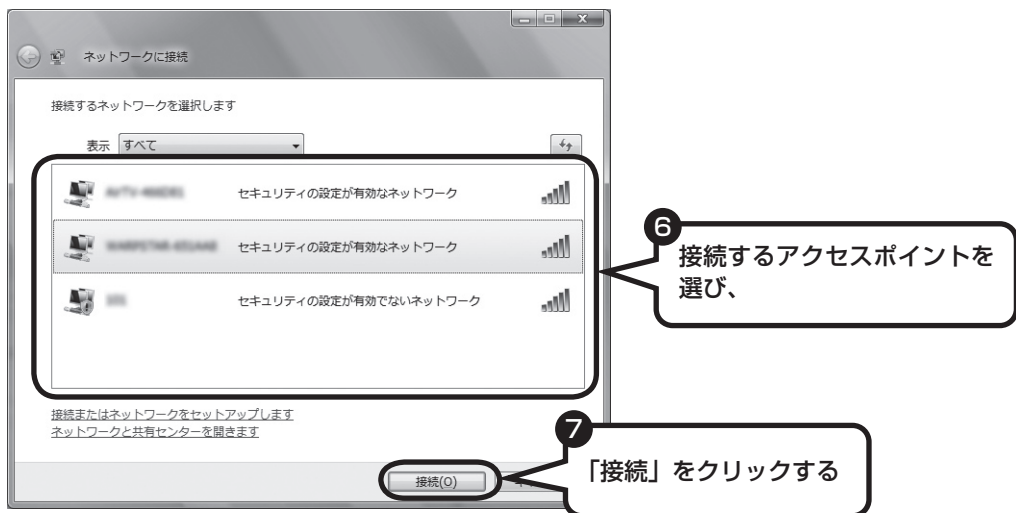 ネットワークに接続
接続するネットワークを選択します
表示 すべて
セキュリティの設定が有効なネットワーク
セキュリティの設定が有効なネットワーク
セキュリティの設定が有効でないネットワーク
6
接続するアクセスポイントを
選び、
接続またはネットワークをセットアップします
ネットワークと共有センターを開きます
7
「接続」をクリックする
接続(O)